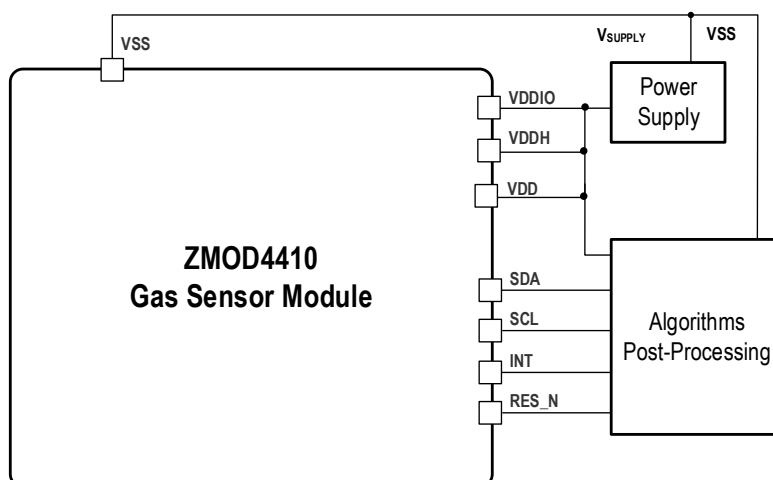 VSS
VSUPPLY
VSS
Power
Supply
VDDIO
VDDH
VDD
ZMOD4410
Gas Sensor Module
SDA
SCL
INT
RES_N
Algorithms
Post-Processing